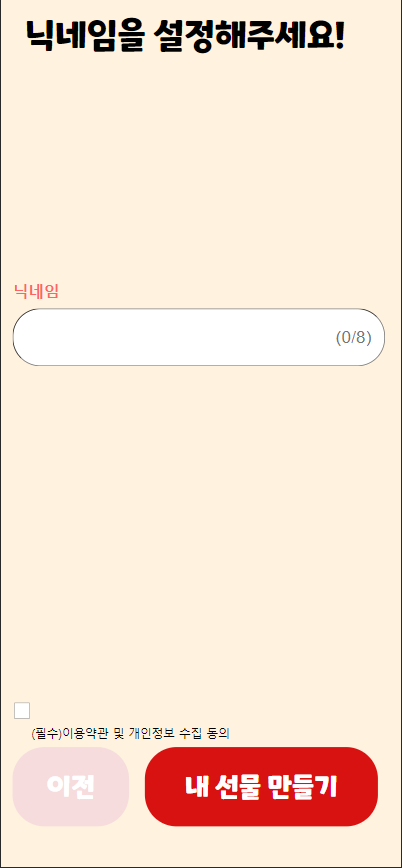 닉네임을 설정해주세요!
닉네임
(0/8)
(필수)이용약관 및 개인정보 수집 동의
이전
내 선물 만들기